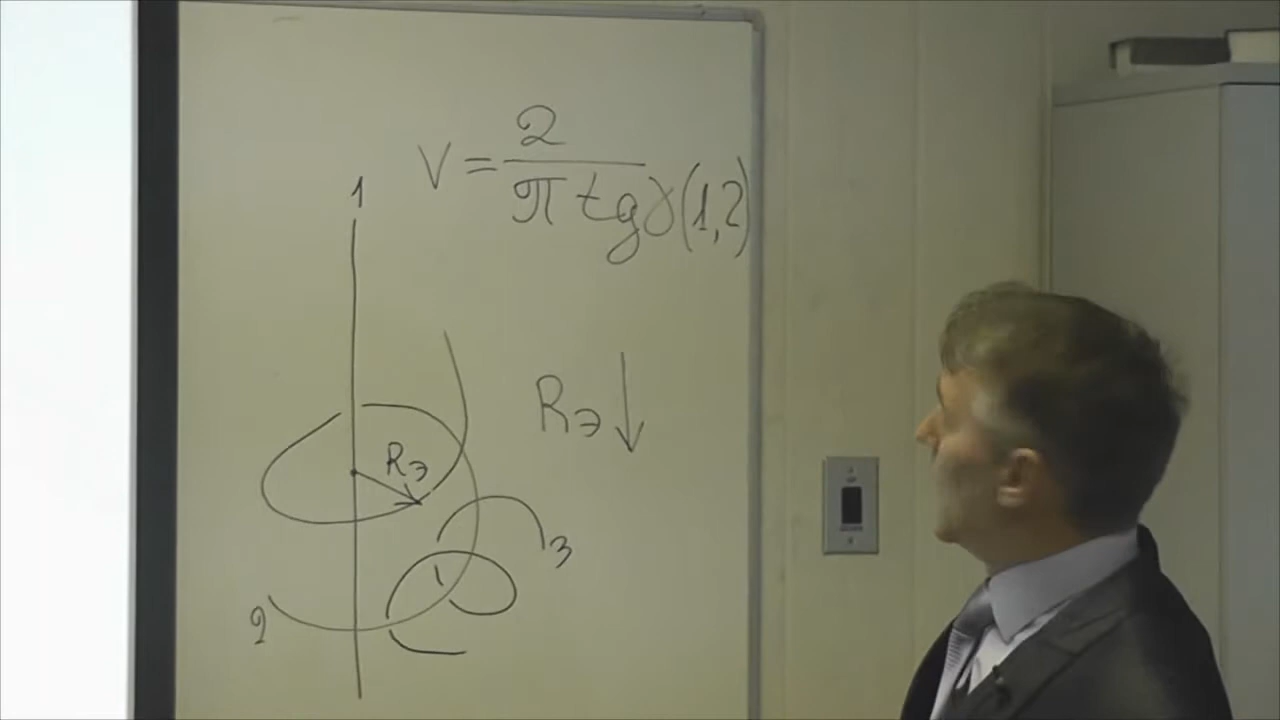 V = 2 / π tg γ(1,2)
1
Rэ ↓
Rэ
3
2